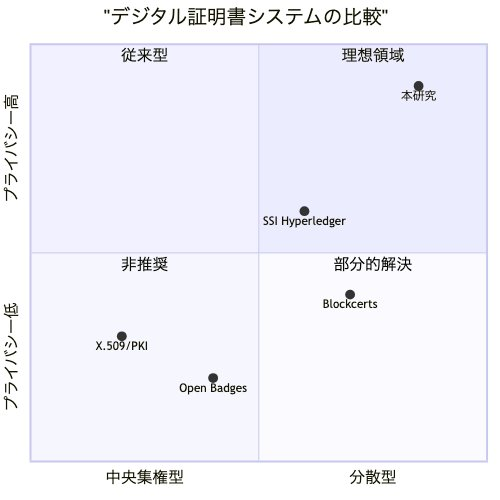 "デジタル証明書システムの比較"
従来型
理想領域
本研究
プライバシー高
SSI Hyperledger
非推奨
部分的解決
Blockcerts
プライバシー低
X.509/PKI
Open Badges
中央集権型
分散型